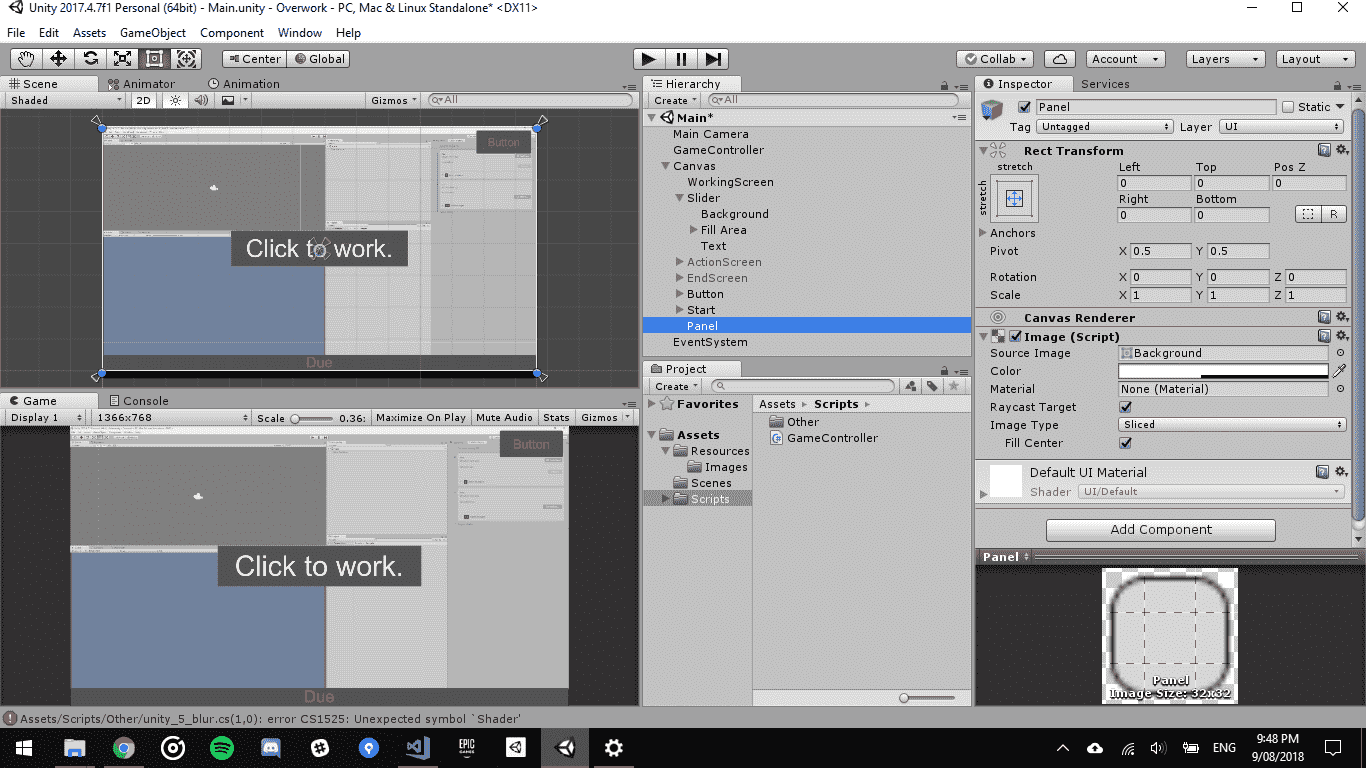 Unity 2017.4.7f1 Personal (64bit) - Main.unity - Overwork - PC, Mac & Linux Standalone* <DX11>
File Edit Assets GameObject Component Window Help
Center Global Collab Account Layers Layout
Scene Animator Animation
Shaded 2D Gizmos All
Button
Click to work.
Due
Game Console
Display 1 1366x768 Scale 0.36: Maximize On Play Mute Audio Stats Gizmos
Button
Click to work.
Due
Hierarchy
Create All
Main*
Main Camera
GameController
Canvas
WorkingScreen
Slider
Background
Fill Area
Text
ActionScreen
EndScreen
Button
Start
Panel
EventSystem
Project
Create
Favorites
Assets
Resources
Images
Scenes
Scripts
Assets Scripts
Other
GameController
Inspector Services
Panel Static
Tag Untagged Layer UI
Rect Transform
stretch
stretch
Left Top Pos Z
0 0 0
Right Bottom
0 0
R
Anchors
Pivot X 0.5 Y 0.5
Rotation X 0 Y 0 Z 0
Scale X 1 Y 1 Z 1
Canvas Renderer
Image (Script)
Source Image Background
Color
Material None (Material)
Raycast Target
Image Type Sliced
Fill Center
Default UI Material
Shader UI/Default
Add Component
Panel
Panel
Image Size: 32x32
Assets/Scripts/Other/unity_5_blur.cs(1,0): error CS1525: Unexpected symbol `Shader'
EPIC
GAMES
ENG
9:48 PM
9/08/2018